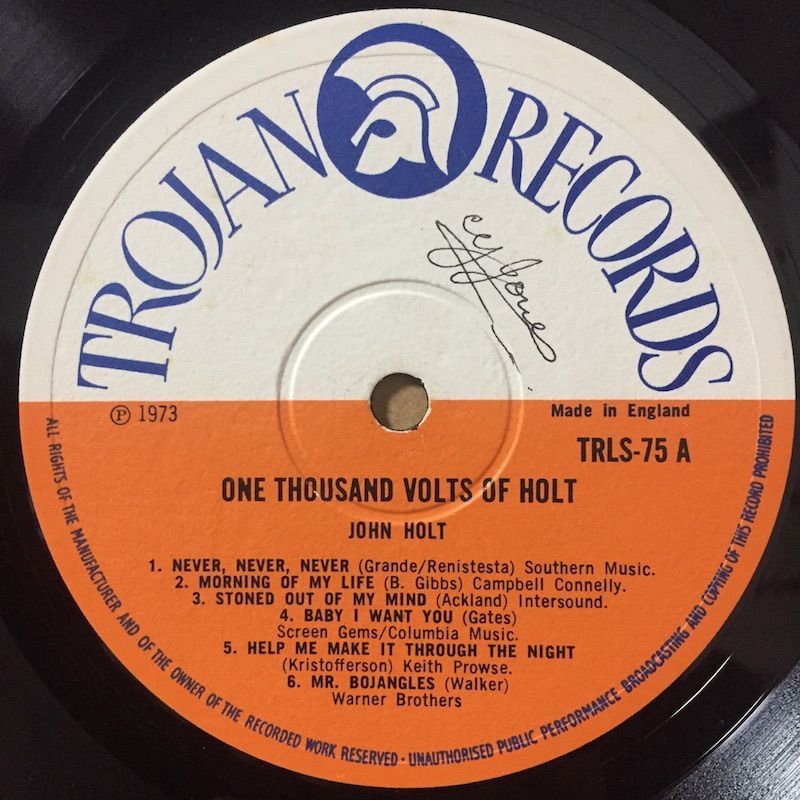 TROJAN RECORDS
℗ 1973
Made in England
TRLS-75 A
ONE THOUSAND VOLTS OF HOLT
JOHN HOLT
1. NEVER, NEVER, NEVER (Grande/Renistesta) Southern Music.
2. MORNING OF MY LIFE (B. Gibbs) Campbell Connelly.
3. STONED OUT OF MY MIND (Ackland) Intersound.
4. BABY I WANT YOU (Gates)
Screen Gems/Columbia Music.
5. HELP ME MAKE IT THROUGH THE NIGHT
(Kristofferson) Keith Prowse.
6. MR. BOJANGLES (Walker)
Warner Brothers
ALL RIGHTS OF THE MANUFACTURER AND OF THE OWNER OF THE RECORDED WORK RESERVED · UNAUTHORISED PUBLIC PERFORMANCE BROADCASTING AND COPYING OF THIS RECORD PROHIBITED